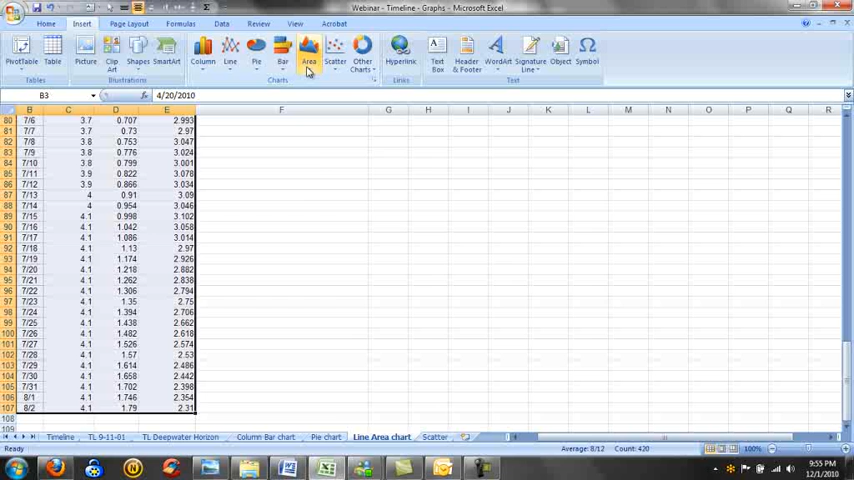 Webinar - Timeline - Graphs - Microsoft Excel
Home Insert Page Layout Formulas Data Review View Acrobat
PivotTable Table Picture Clip Art Shapes SmartArt Column Line Pie Bar Area Scatter Other Charts Hyperlink Text Box Header & Footer WordArt Signature Line Object Symbol
Tables Illustrations Charts Links Text
B3 4/20/2010
B C D E F G H I J K L M N O P Q R
80 7/6 3.7 0.707 2.993
81 7/7 3.7 0.73 2.97
82 7/8 3.8 0.753 3.047
83 7/9 3.8 0.776 3.024
84 7/10 3.8 0.799 3.001
85 7/11 3.9 0.822 3.078
86 7/12 3.9 0.866 3.034
87 7/13 4 0.91 3.09
88 7/14 4 0.954 3.046
89 7/15 4.1 0.998 3.102
90 7/16 4.1 1.042 3.058
91 7/17 4.1 1.086 3.014
92 7/18 4.1 1.13 2.97
93 7/19 4.1 1.174 2.926
94 7/20 4.1 1.218 2.882
95 7/21 4.1 1.262 2.838
96 7/22 4.1 1.306 2.794
97 7/23 4.1 1.35 2.75
98 7/24 4.1 1.394 2.706
99 7/25 4.1 1.438 2.662
100 7/26 4.1 1.482 2.618
101 7/27 4.1 1.526 2.574
102 7/28 4.1 1.57 2.53
103 7/29 4.1 1.614 2.486
104 7/30 4.1 1.658 2.442
105 7/31 4.1 1.702 2.398
106 8/1 4.1 1.746 2.354
107 8/2 4.1 1.79 2.31
108
109
Timeline TL 9-11-01 TL Deepwater Horizon Column Bar chart Pie chart Line Area chart Scatter
Average: 8/12 Count: 420 100%
9:55 PM
12/1/2010